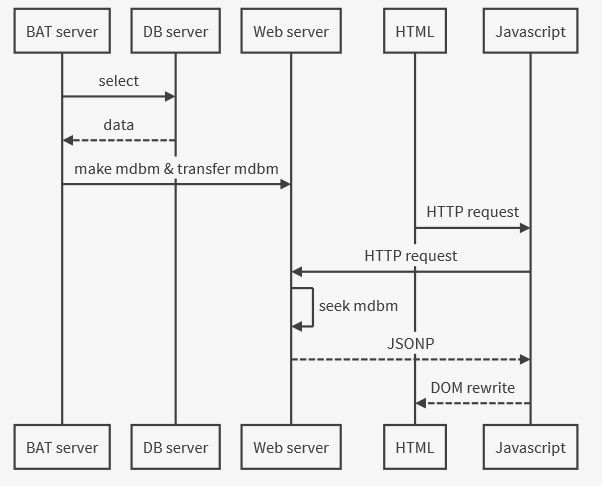 BAT server
DB server
Web server
HTML
Javascript
select
data
make mdbm & transfer mdbm
HTTP request
HTTP request
seek mdbm
JSONP
DOM rewrite
BAT server
DB server
Web server
HTML
Javascript